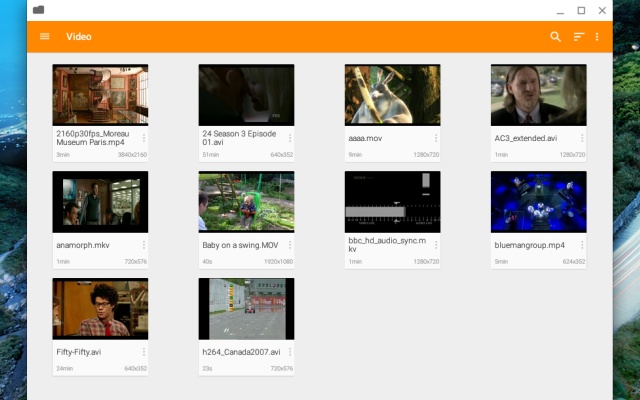 Video
2160p30fps_Moreau
Museum Paris.mp4
3min 3840x2160
24 Season 3 Episode
01.avi
51min 640x352
aaaa.mov
9min 1280x720
AC3_extended.avi
1min 1280x720
anamorph.mkv
1min 720x576
Baby on a swing.MOV
40s 1920x1080
bbc_hd_audio_sync.m
kv
1min 1280x720
bluemangroup.mp4
5min 624x352
Fifty-Fifty.avi
24min 640x352
h264_Canada2007.avi
23s 720x576